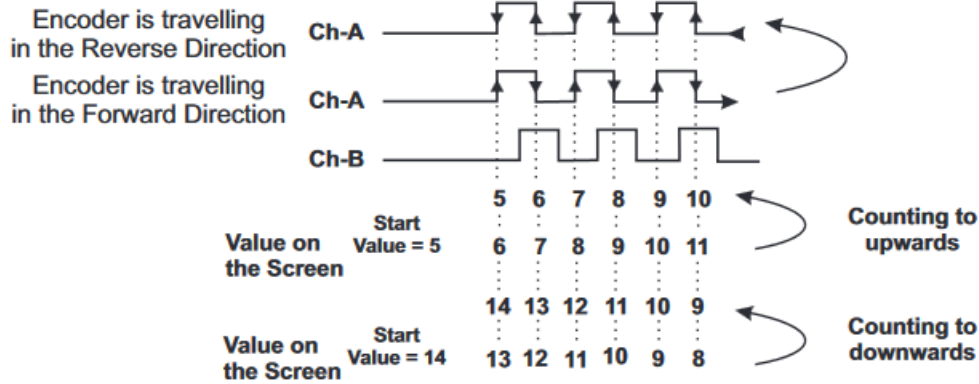 Encoder is travelling
in the Reverse Direction
Ch-A
Encoder is travelling
in the Forward Direction
Ch-A
Ch-B
5 6 7 8 9 10
Value on
the Screen
Start
Value = 5
6 7 8 9 10 11
Counting to
upwards
14 13 12 11 10 9
Value on
the Screen
Start
Value = 14
13 12 11 10 9 8
Counting to
downwards